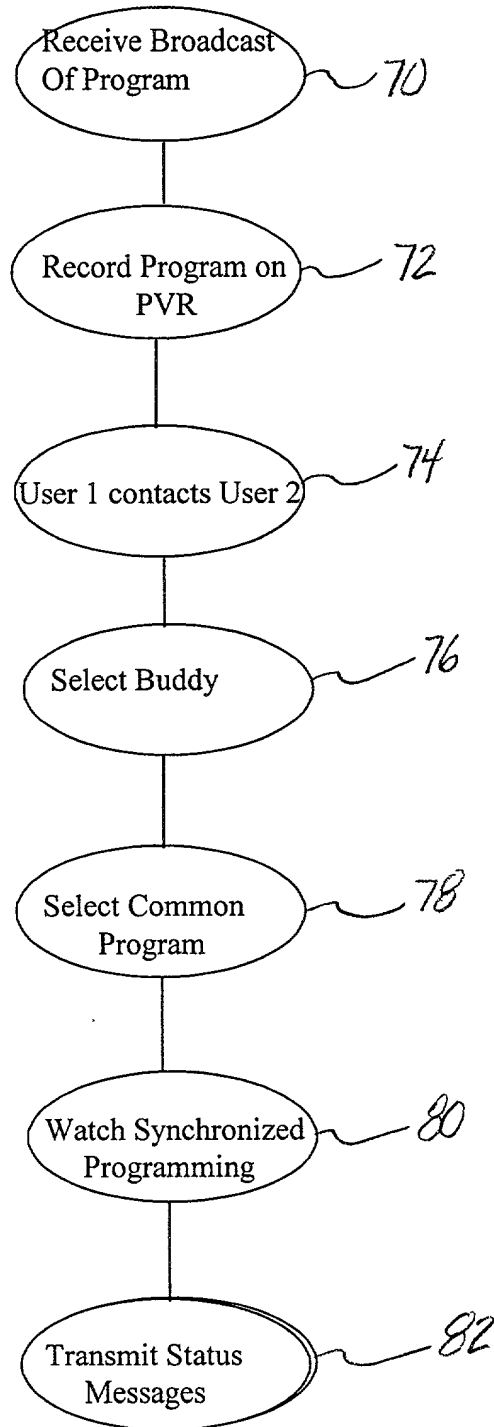 Receive Broadcast
Of Program
70
Record Program on
PVR
72
User 1 contacts User 2
74
Select Buddy
76
Select Common
Program
78
Watch Synchronized
Programming
80
Transmit Status
Messages
82